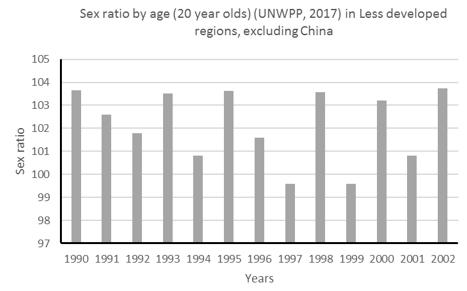 Sex ratio by age (20 year olds) (UNWPP, 2017) in Less developed
regions, excluding China
105
104
103
102
101
100
99
98
97
Sex ratio
1990 1991 1992 1993 1994 1995 1996 1997 1998 1999 2000 2001 2002
Years